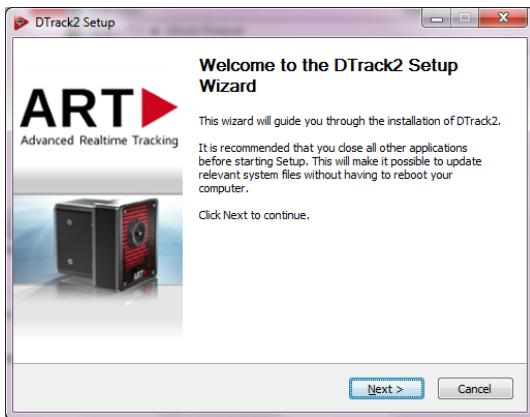 DTrack2 Setup
ART
Advanced Realtime Tracking
Welcome to the DTrack2 Setup
Wizard
This wizard will guide you through the installation of DTrack2.
It is recommended that you close all other applications
before starting Setup. This will make it possible to update
relevant system files without having to reboot your
computer.
Click Next to continue.
Next >
Cancel